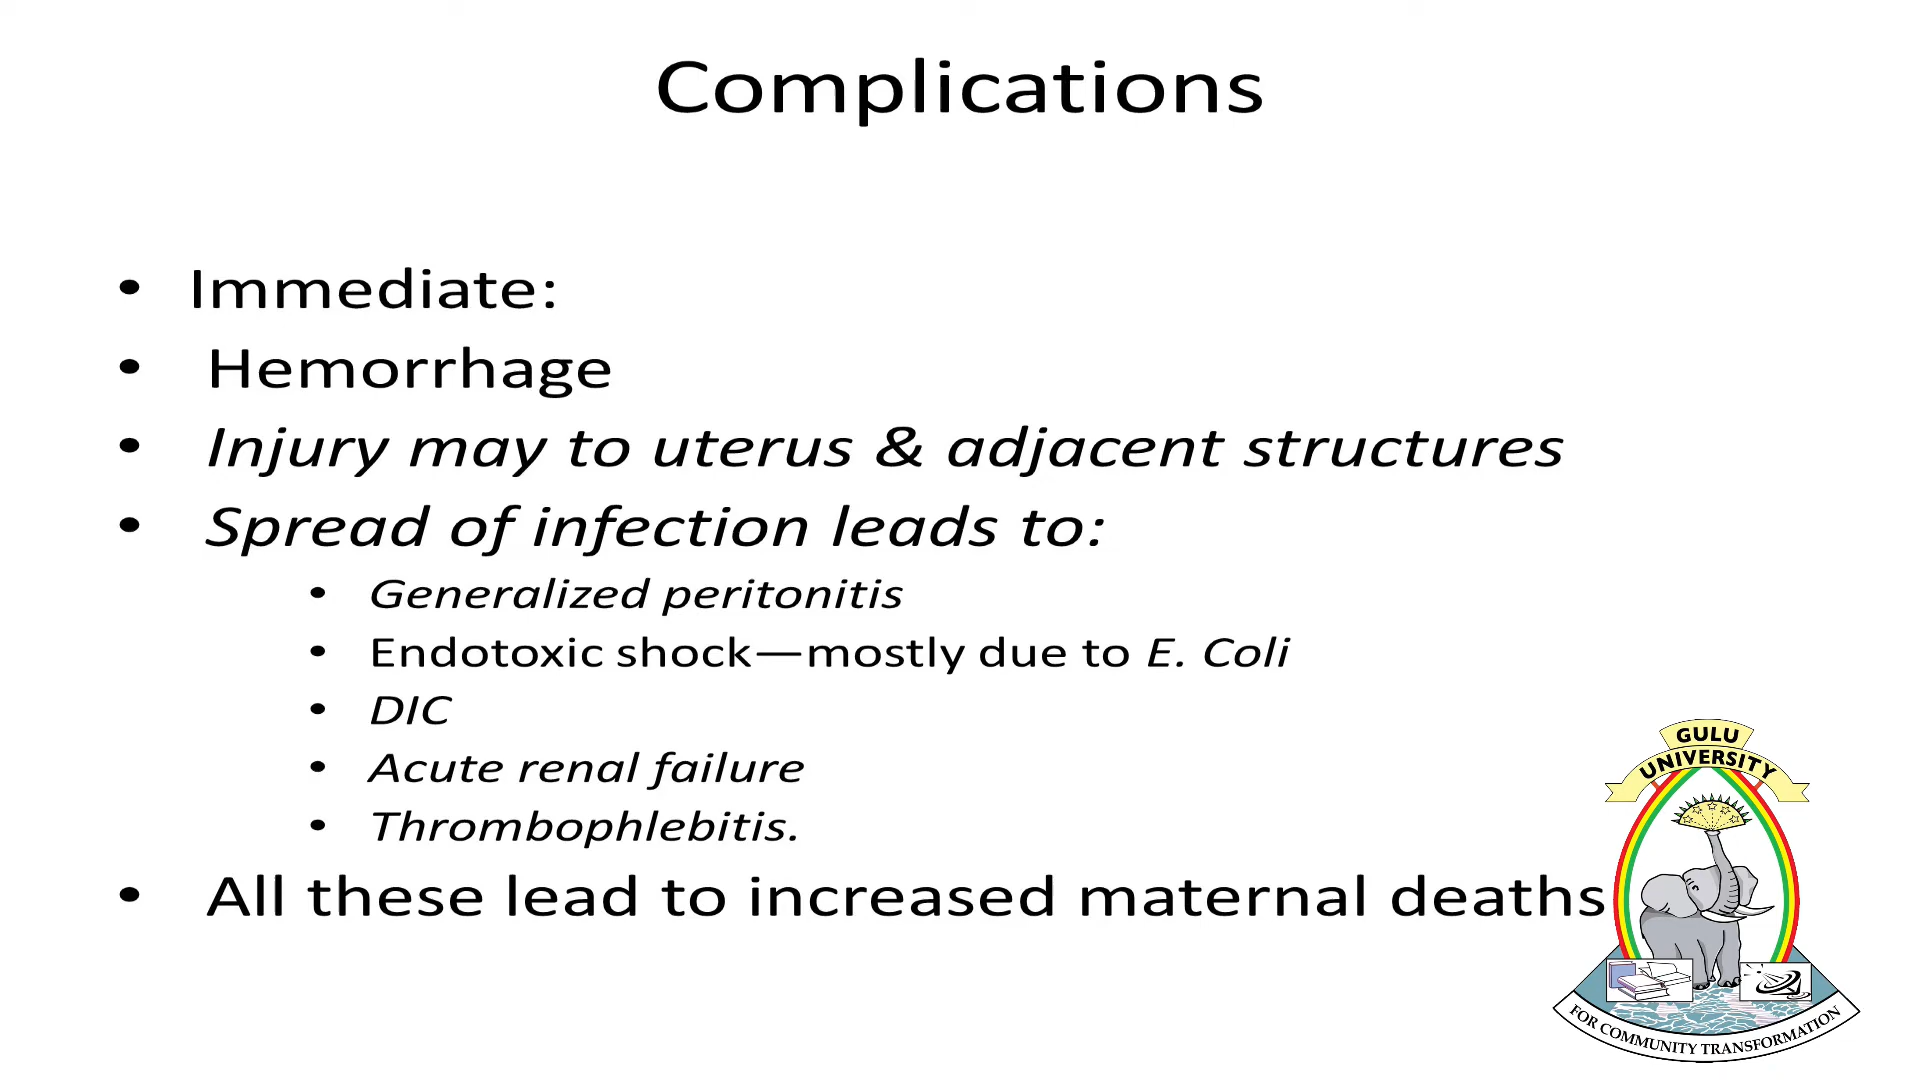 Complications
• Immediate:
• Hemorrhage
• Injury may to uterus & adjacent structures
• Spread of infection leads to:
• Generalized peritonitis
• Endotoxic shock—mostly due to E. Coli
• DIC
• Acute renal failure
• Thrombophlebitis.
• All these lead to increased maternal deaths
GULU
UNIVERSITY
FOR COMMUNITY TRANSFORMATION